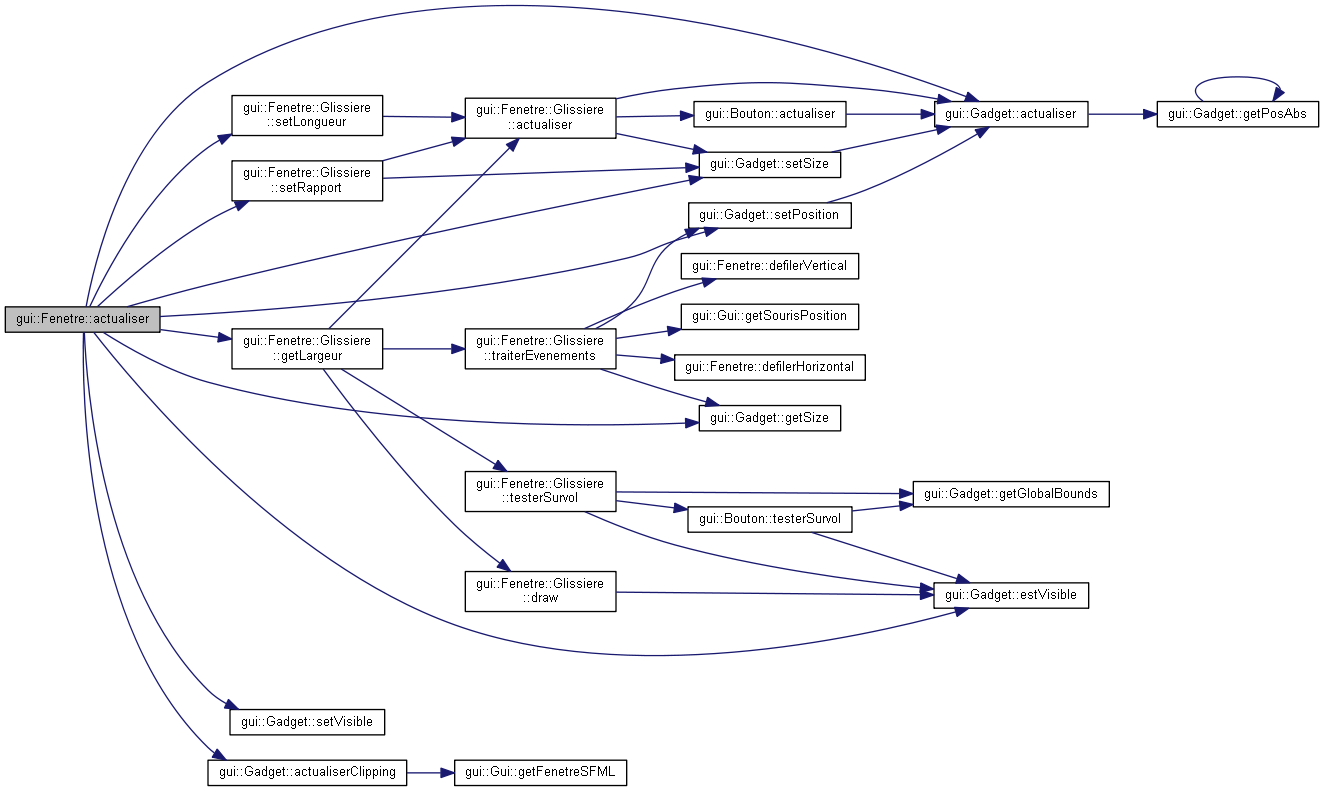 gui::Fenetre::actualiser
gui::Fenetre::Glissiere
::setLongueur
gui::Fenetre::Glissiere
::setRapport
gui::Fenetre::Glissiere
::getLargeur
gui::Gadget::setVisible
gui::Gadget::actualiserClipping
gui::Fenetre::Glissiere
::actualiser
gui::Fenetre::Glissiere
::traiterEvenements
gui::Fenetre::Glissiere
::testerSurvol
gui::Fenetre::Glissiere
::draw
gui::Gui::getFenetreSFML
gui::Bouton::actualiser
gui::Gadget::setSize
gui::Gadget::setPosition
gui::Fenetre::defilerVertical
gui::Gui::getSourisPosition
gui::Fenetre::defilerHorizontal
gui::Gadget::getSize
gui::Bouton::testerSurvol
gui::Gadget::actualiser
gui::Gadget::getGlobalBounds
gui::Gadget::estVisible
gui::Gadget::getPosAbs